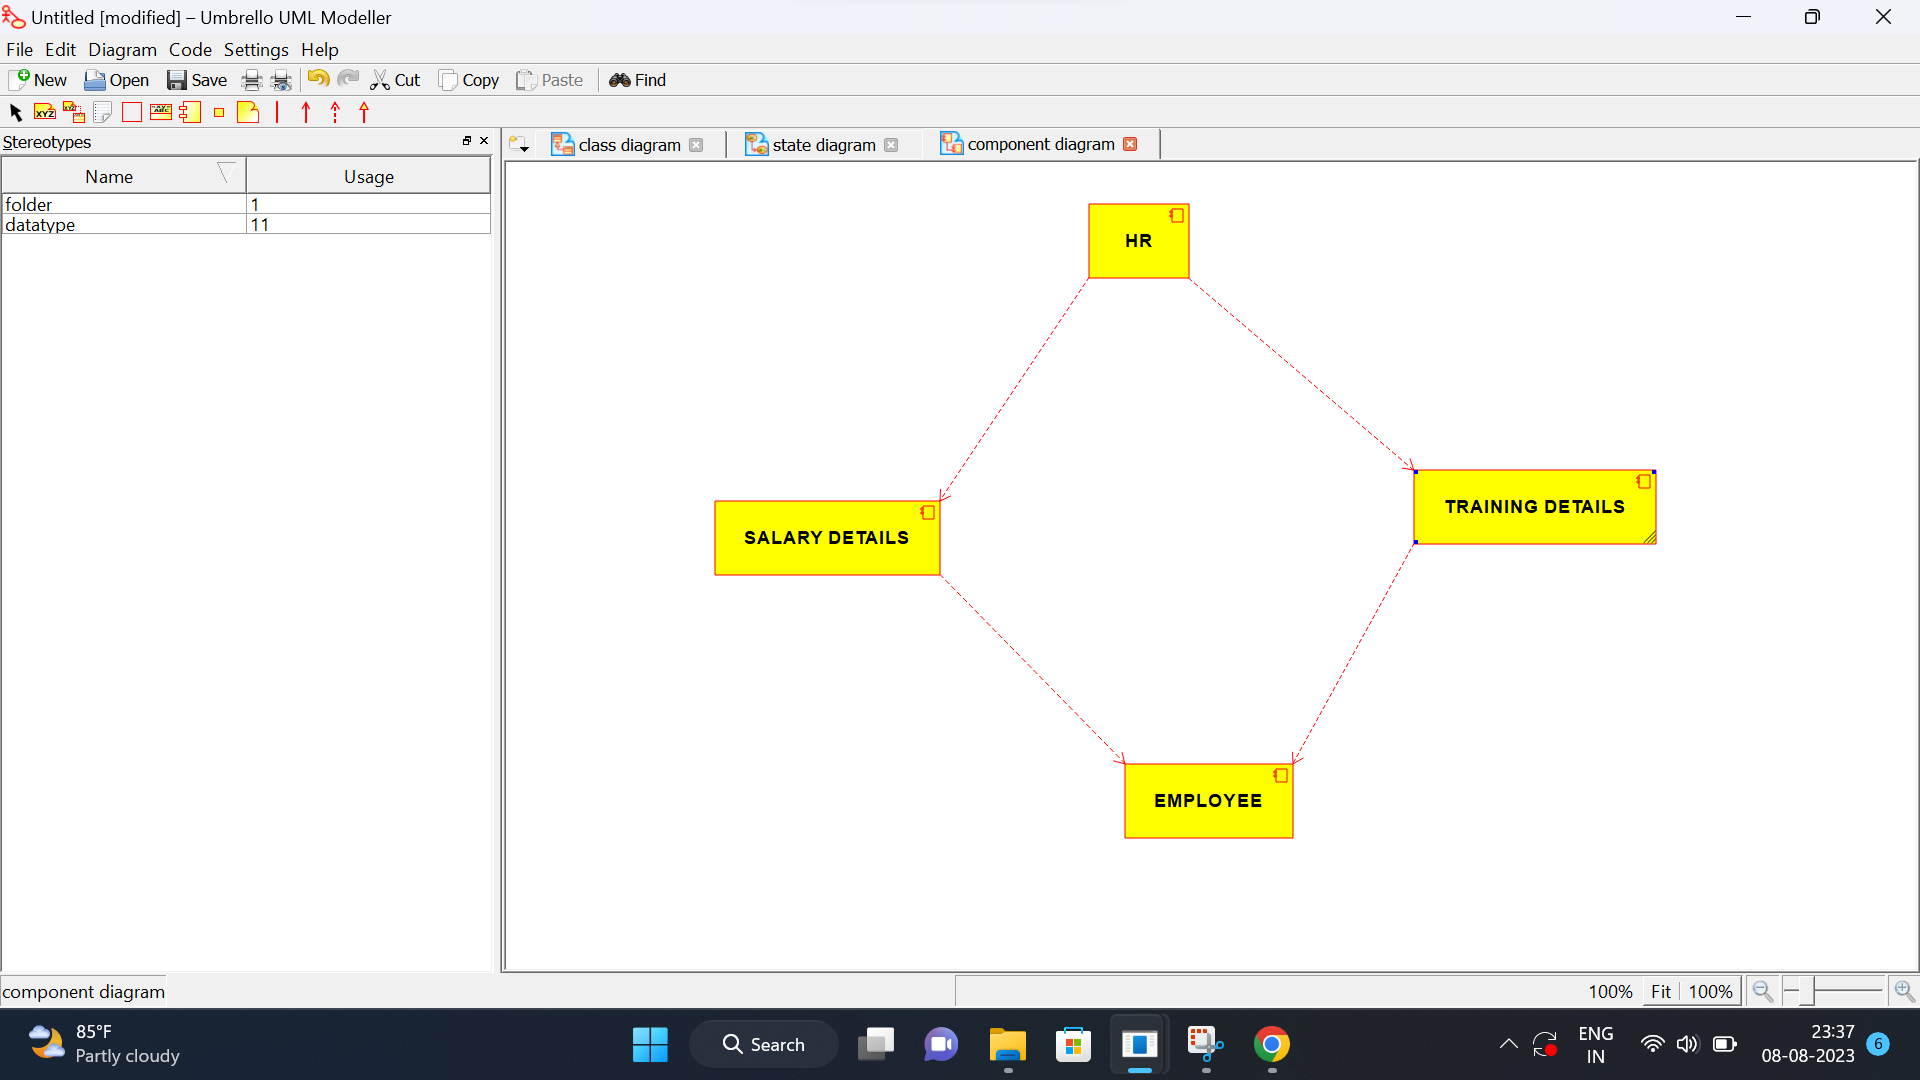 Untitled [modified] – Umbrello UML Modeller
File Edit Diagram Code Settings Help
New Open Save Cut Copy Paste Find
XYZ
Stereotypes
class diagram state diagram component diagram
Name Usage
folder 1
datatype 11
HR
TRAINING DETAILS
SALARY DETAILS
EMPLOYEE
component diagram
100% Fit 100%
85°F
Partly cloudy
Search
ENG
IN
23:37
08-08-2023
6